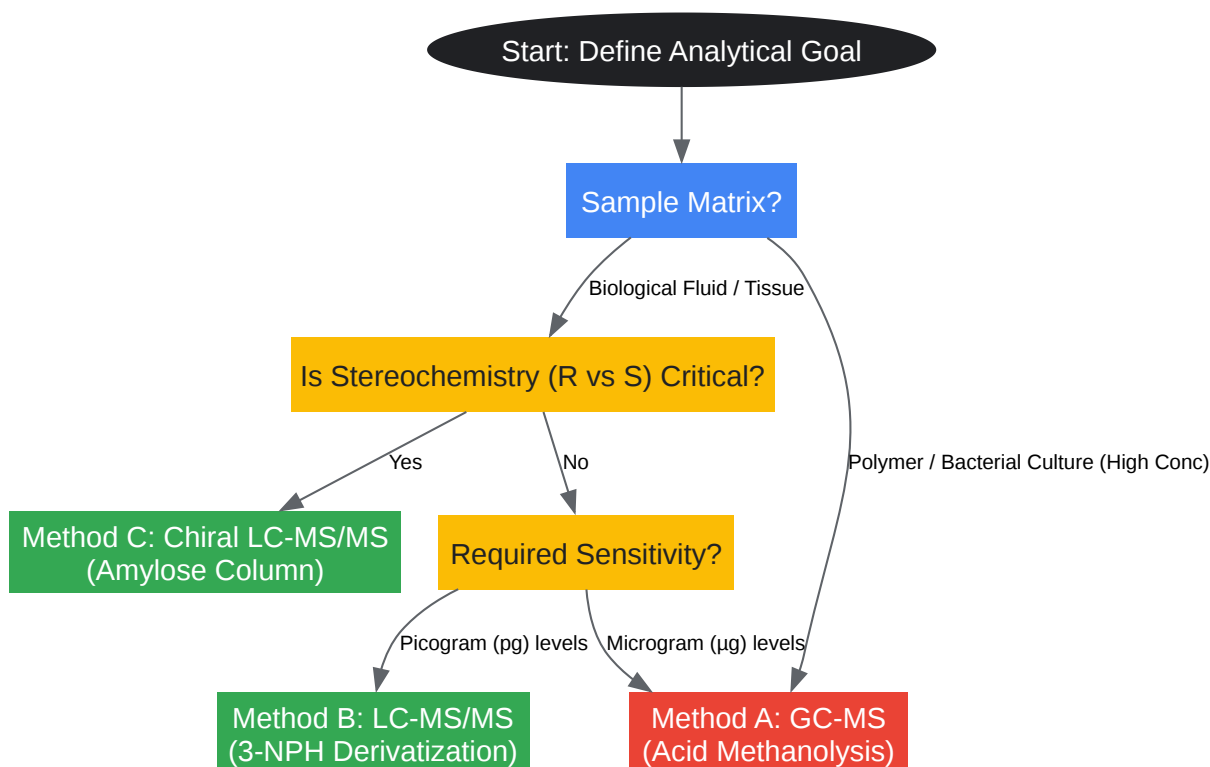 Start: Define Analytical Goal
Sample Matrix?
Biological Fluid / Tissue
Is Stereochemistry (R vs S) Critical?
Yes
No
Polymer / Bacterial Culture (High Conc)
Method C: Chiral LC-MS/MS
(Amylose Column)
Required Sensitivity?
Picogram (pg) levels
Microgram (µg) levels
Method B: LC-MS/MS
(3-NPH Derivatization)
Method A: GC-MS
(Acid Methanolysis)